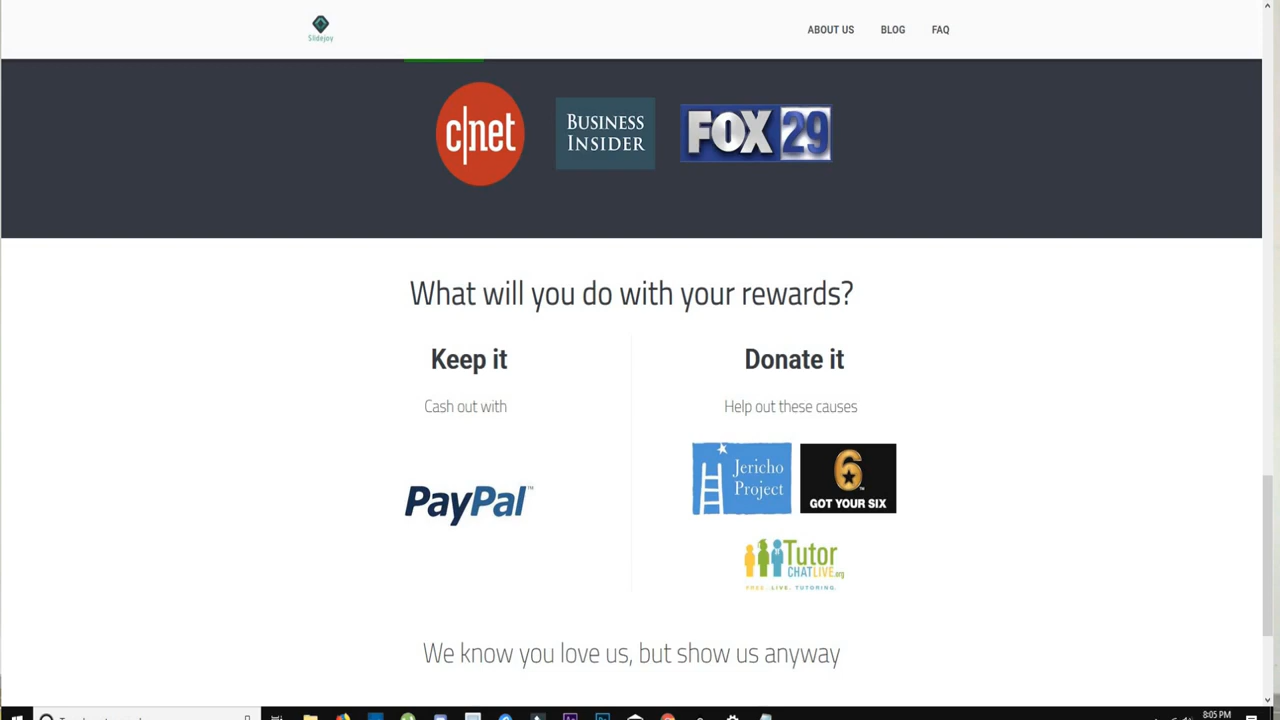 Slidejoy
ABOUT US BLOG FAQ
c|net
BUSINESS
INSIDER
FOX 29
What will you do with your rewards?
Keep it
Cash out with
PayPal™
Donate it
Help out these causes
Jericho
Project
6
GOT YOUR SIX
Tutor
CHATLIVE.org
FREE. LIVE. TUTORING.
We know you love us, but show us anyway
8:05 PM